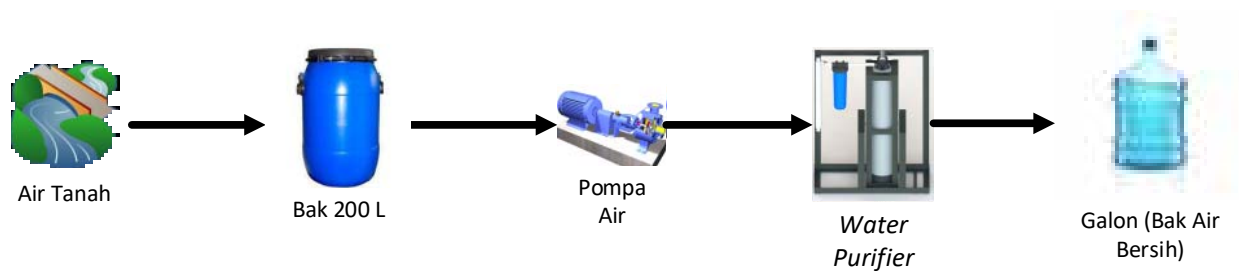 Air Tanah
Bak 200 L
Pompa
Air
Water
Purifier
Galon (Bak Air
Bersih)